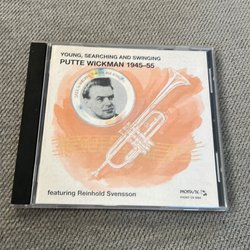 YOUNG, SEARCHING AND SWINGING
PUTTE WICKMAN 1945–55
featuring Reinhold Svensson